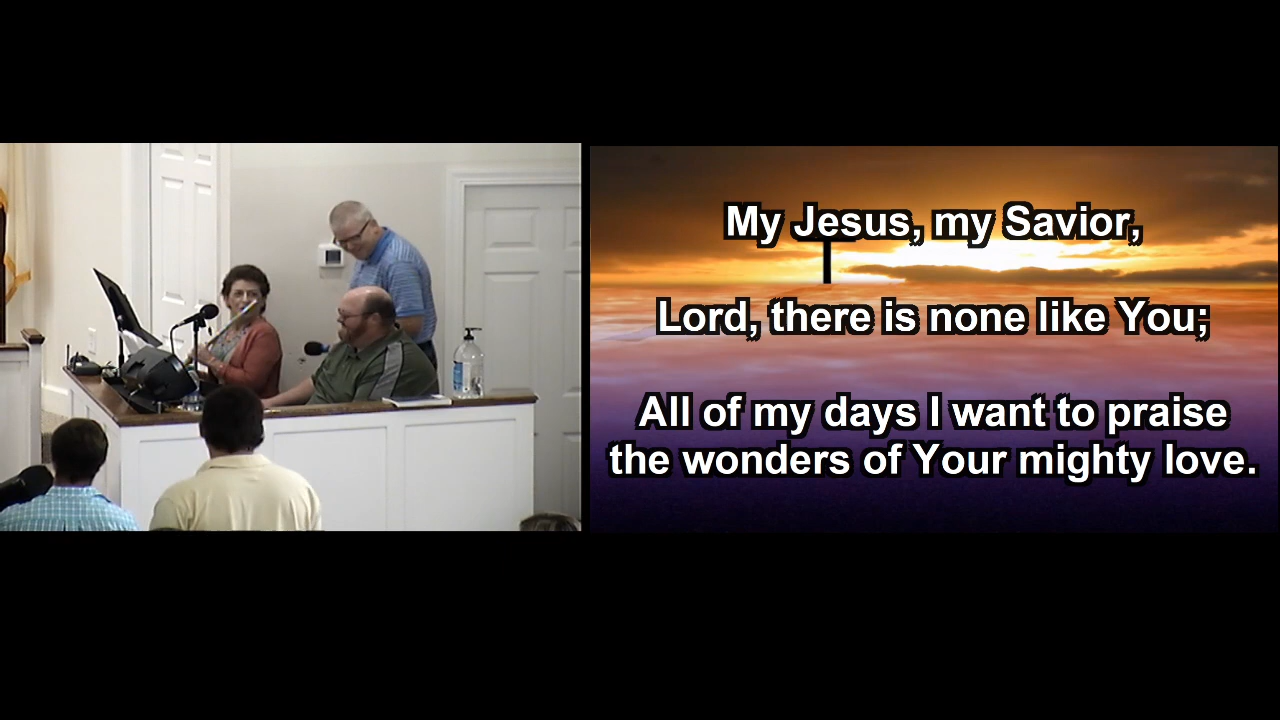 My Jesus, my Savior,
Lord, there is none like You;
All of my days I want to praise
the wonders of Your mighty love.